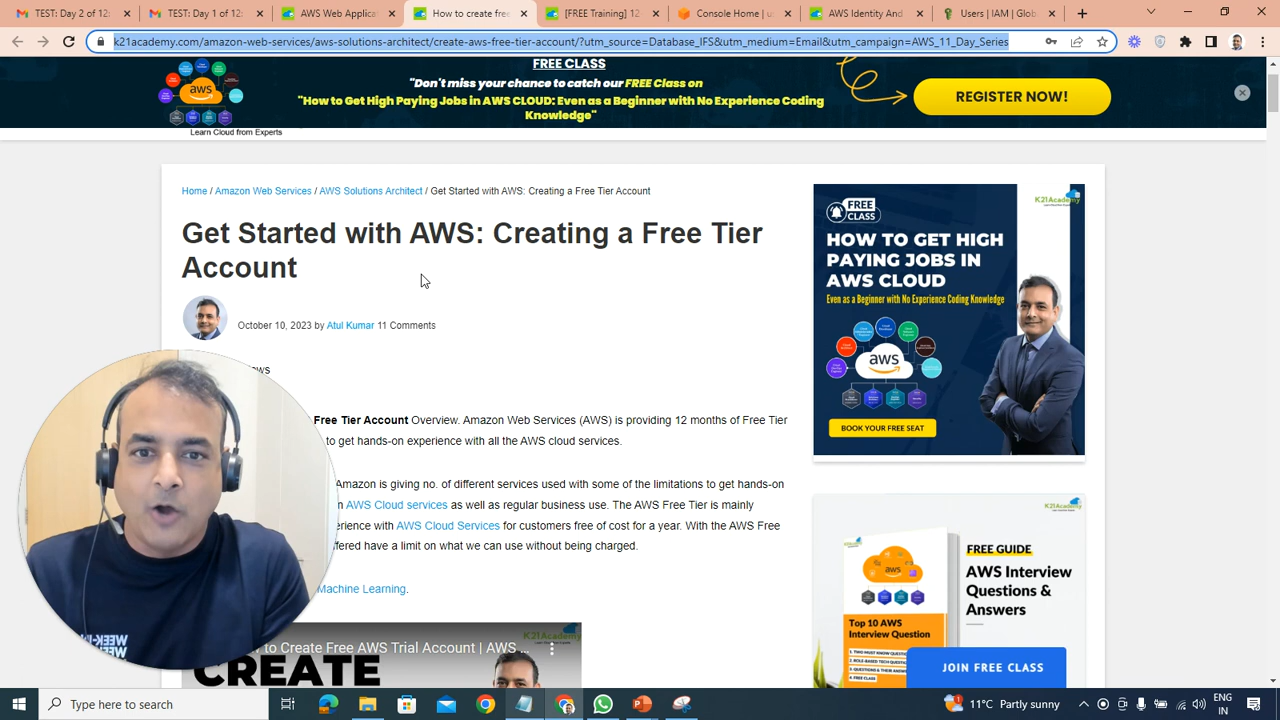 Day 2 of 12:
Day 1 of 12:
AWS Solution
How to create free
[FREE Training] 12
Console Home | u
AWS Management
Users | IAM | Glob
k21academy.com/amazon-web-services/aws-solutions-architect/create-aws-free-tier-account/?utm_source=Database_IFS&utm_medium=Email&utm_campaign=AWS_11_Day_Series
aws
Learn Cloud from Experts
FREE CLASS
"Don't miss your chance to catch our FREE Class on
"How to Get High Paying Jobs in AWS CLOUD: Even as a Beginner with No Experience Coding
Knowledge"
REGISTER NOW!
Home / Amazon Web Services / AWS Solutions Architect / Get Started with AWS: Creating a Free Tier Account
Get Started with AWS: Creating a Free Tier
Account
October 10, 2023 by Atul Kumar 11 Comments
ws
Free Tier Account Overview. Amazon Web Services (AWS) is providing 12 months of Free Tier
to get hands-on experience with all the AWS cloud services.
Amazon is giving no. of different services used with some of the limitations to get hands-on
n AWS Cloud services as well as regular business use. The AWS Free Tier is mainly
erience with AWS Cloud Services for customers free of cost for a year. With the AWS Free
ffered have a limit on what we can use without being charged.
Machine Learning.
to Create Free AWS Trial Account | AWS ...
K21Academy
CREATE
WEEK-
WEE
FREE
CLASS
K21Academy
HOW TO GET HIGH
PAYING JOBS IN
AWS CLOUD
Even as a Beginner with No Experience Coding Knowledge
aws
BOOK YOUR FREE SEAT
K21Academy
FREE GUIDE
AWS Interview
Questions &
Answers
aws
Top 10 AWS
Interview Question
JOIN FREE CLASS
Type here to search
11°C Partly sunny
ENG
IN